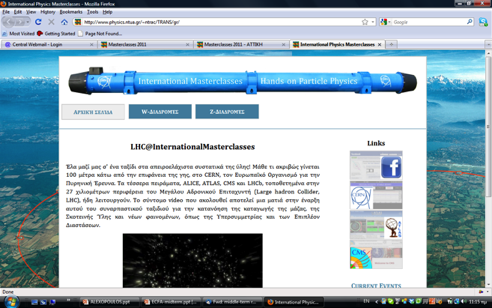 International Physics Masterclasses - Mozilla Firefox
File Edit View History Bookmarks Tools Help
http://www.physics.ntua.gr/~ntrac/TRANS/gr/
Google
Most Visited Getting Started Page Not Found...
Central Webmail - Login Masterclasses 2011 Masterclasses 2011 - ΑΤΤΙΚΗ International Physics Masterclasses
International Masterclasses Hands on Particle Physics
ΑΡΧΙΚΗ ΣΕΛΙΔΑ W-ΔΙΑΔΡΟΜΕΣ Z-ΔΙΑΔΡΟΜΕΣ
LHC@InternationalMasterclasses
Έλα μαζί μας σ' ένα ταξίδι στα απειροελάχιστα συστατικά της ύλης! Μάθε τι ακριβώς γίνεται
100 μέτρα κάτω από την επιφάνεια της γης, στο CERN, τον Ευρωπαϊκό Οργανισμό για την
Πυρηνική Έρευνα. Τα τέσσερα πειράματα, ALICE, ATLAS, CMS και LHCb, τοποθετημένα στην
27 χιλιομέτρων περιφέρεια του Μεγάλου Αδρονικού Επιταχυντή (Large hadron Collider,
LHC), ήδη λειτουργούν. Το σύντομο video που ακολουθεί αποτελεί μια ματιά στην έναρξη
αυτού του συναρπαστικού ταξιδιού για την κατανόηση της καταγωγής της μάζας, της
Σκοτεινής Ύλης και νέων φαινομένων, όπως της Υπερσυμμετρίας και των Επιπλέον
Διαστάσεων.
Links
CMS
CURRENT EVENTS
Done
ALEXOPOULOS.ppt ECFA-midterm.ppt Fwd: middle-term r... International Physic...
EN
11:05 πμ